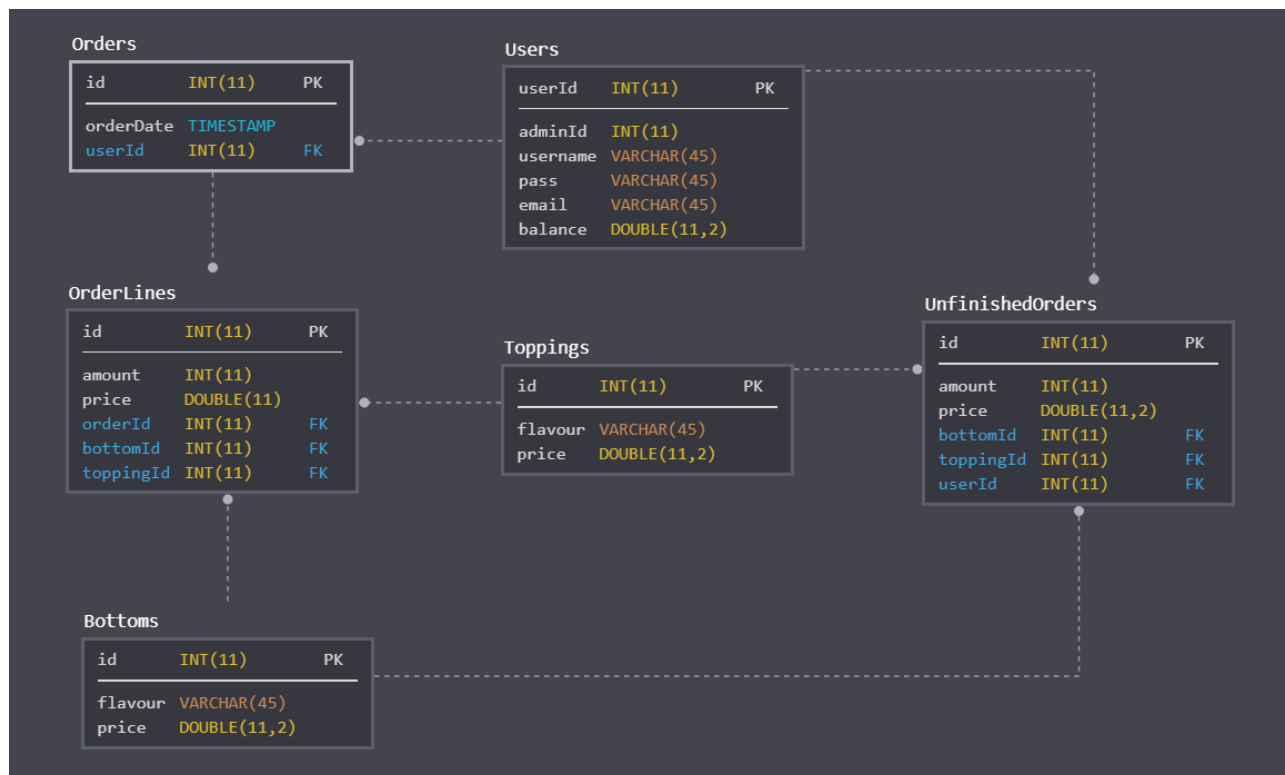 Orders
id INT(11) PK
orderDate TIMESTAMP
userId INT(11) FK
Users
userId INT(11) PK
adminId INT(11)
username VARCHAR(45)
pass VARCHAR(45)
email VARCHAR(45)
balance DOUBLE(11,2)
OrderLines
id INT(11) PK
amount INT(11)
price DOUBLE(11)
orderId INT(11) FK
bottomId INT(11) FK
toppingId INT(11) FK
Toppings
id INT(11) PK
flavour VARCHAR(45)
price DOUBLE(11,2)
UnfinishedOrders
id INT(11) PK
amount INT(11)
price DOUBLE(11,2)
bottomId INT(11) FK
toppingId INT(11) FK
userId INT(11) FK
Bottoms
id INT(11) PK
flavour VARCHAR(45)
price DOUBLE(11,2)